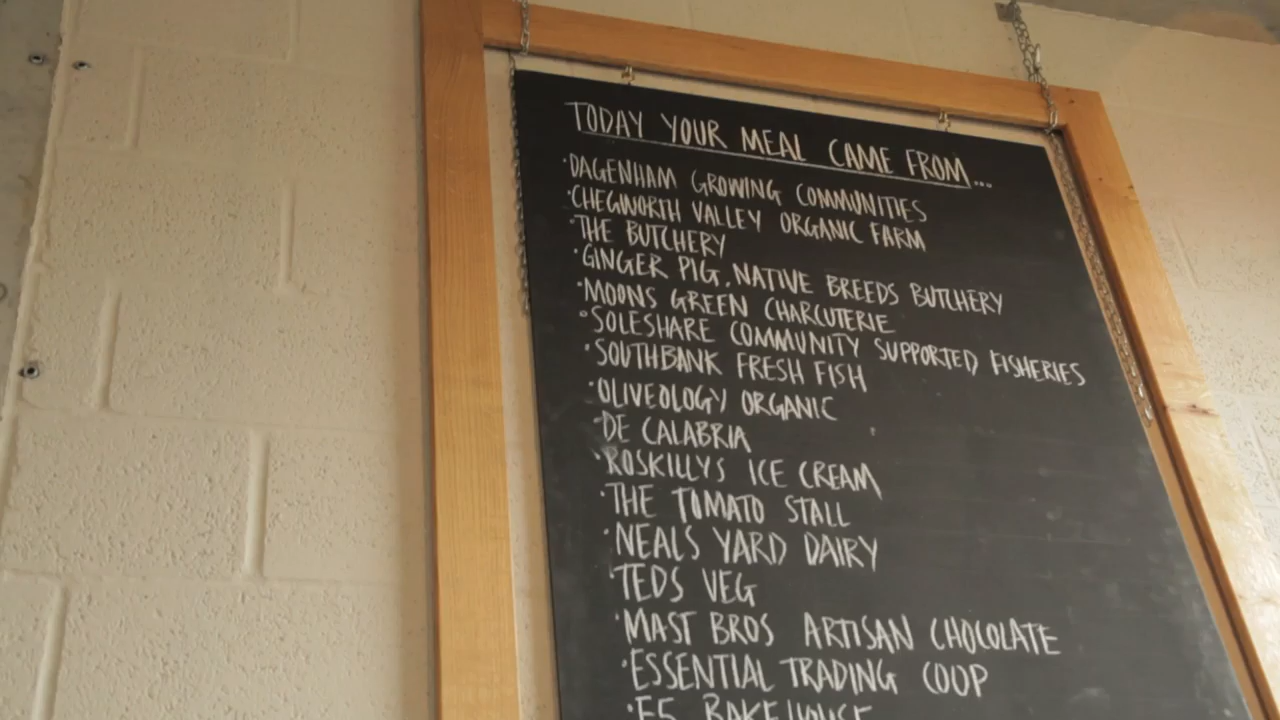 TODAY YOUR MEAL CAME FROM...
·DAGENHAM GROWING COMMUNITIES
·CHEGWORTH VALLEY ORGANIC FARM
·THE BUTCHERY
·GINGER PIG. NATIVE BREEDS BUTCHERY
·MOONS GREEN CHARCUTERIE
·SOLESHARE COMMUNITY SUPPORTED FISHERIES
·SOUTHBANK FRESH FISH
·OLIVEOLOGY ORGANIC
·DE CALABRIA
·ROSKILLYS ICE CREAM
·THE TOMATO STALL
·NEALS YARD DAIRY
·TEDS VEG
·MAST BROS ARTISAN CHOCOLATE
·ESSENTIAL TRADING COOP
·E5 BAKEHOUSE